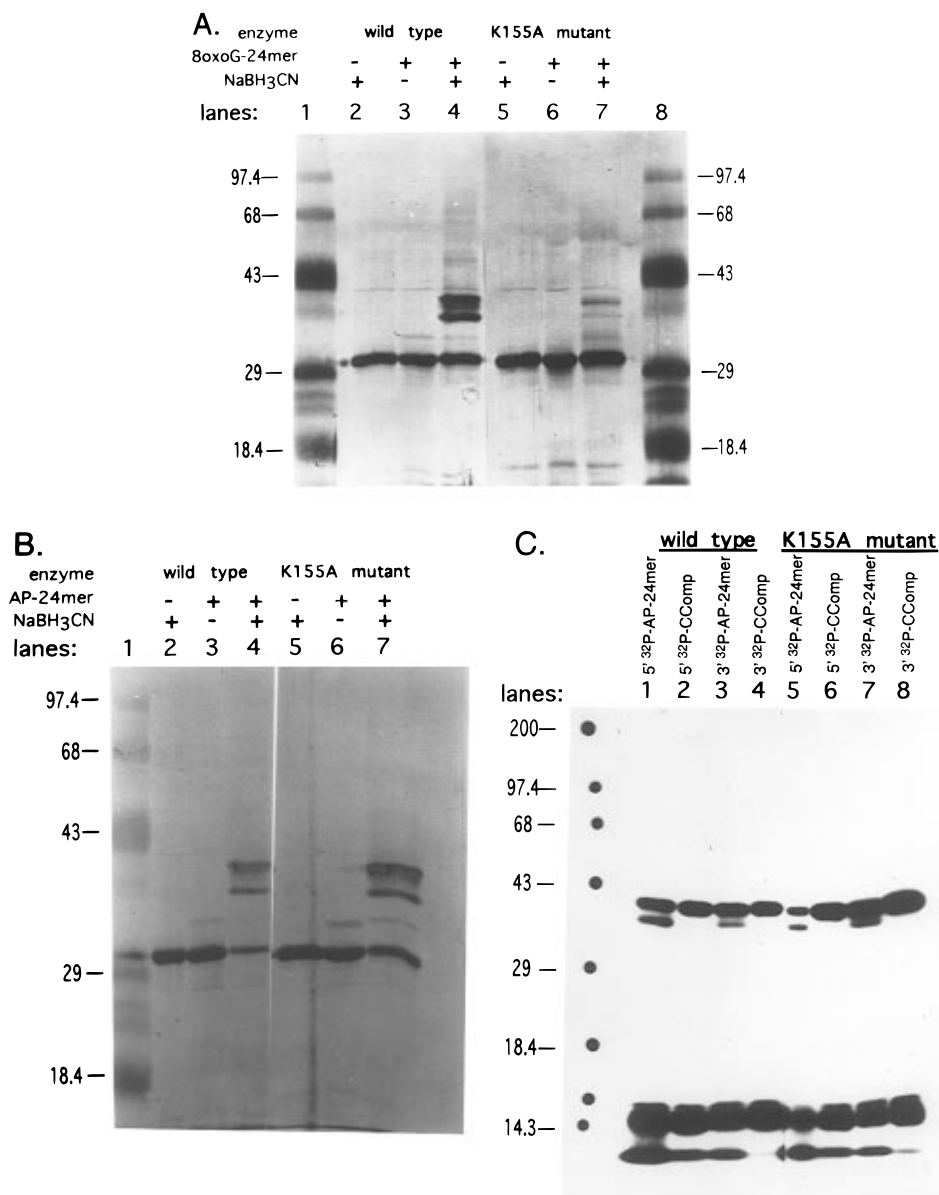 A. enzyme wild type K155A mutant
8oxoG-24mer - + + - + +
NaBH3CN + - + + - +
lanes: 1 2 3 4 5 6 7 8
97.4— —97.4
68— —68
43— —43
29— —29
18.4— —18.4
B.
enzyme wild type K155A mutant
AP-24mer - + + - + +
NaBH3CN + - + + - +
lanes: 1 2 3 4 5 6 7
97.4—
68—
43—
29—
18.4—
C. wild type K155A mutant
5' 32P-AP-24mer
5' 32P-CComp
3' 32P-AP-24mer
3' 32P-CComp
5' 32P-AP-24mer
5' 32P-CComp
3' 32P-AP-24mer
3' 32P-CComp
lanes: 1 2 3 4 5 6 7 8
200—
97.4—
68—
43—
29—
18.4—
14.3—